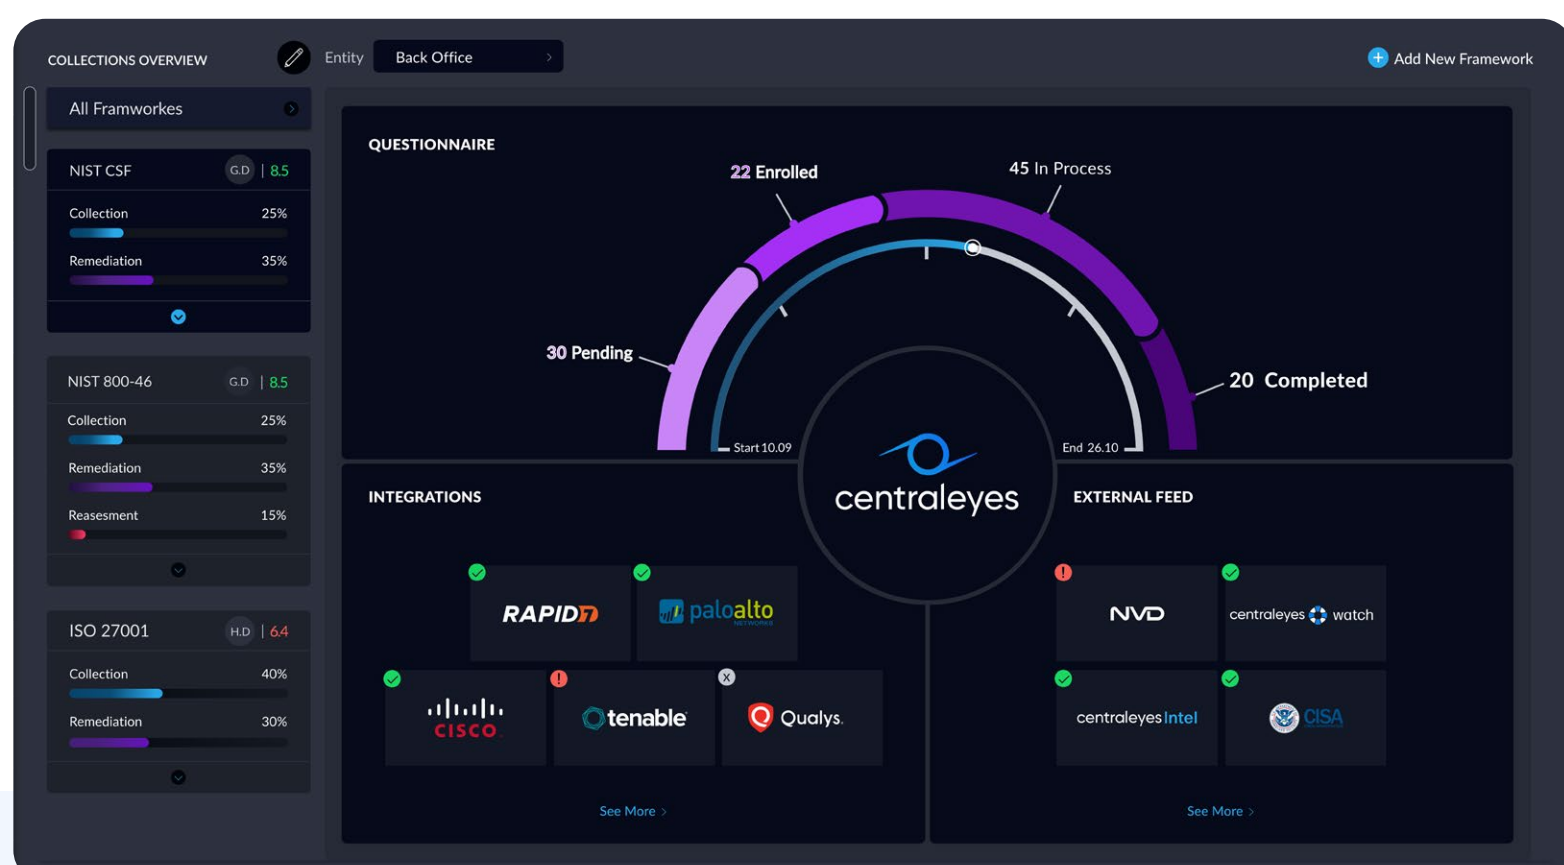 COLLECTIONS OVERVIEW
Entity
Back Office
Add New Framework
All Framworkes
NIST CSF G.D | 8.5
Collection 25%
Remediation 35%
NIST 800-46 G.D | 8.5
Collection 25%
Remediation 35%
Reasesment 15%
ISO 27001 H.D | 6.4
Collection 40%
Remediation 30%
QUESTIONNAIRE
22 Enrolled
45 In Process
30 Pending
20 Completed
Start 10.09
End 26.10
centraleyes
INTEGRATIONS
RAPID7
paloalto
NETWORKS
CISCO
tenable
Qualys.
See More >
EXTERNAL FEED
NVD
centraleyes watch
centraleyes Intel
CISA
See More >